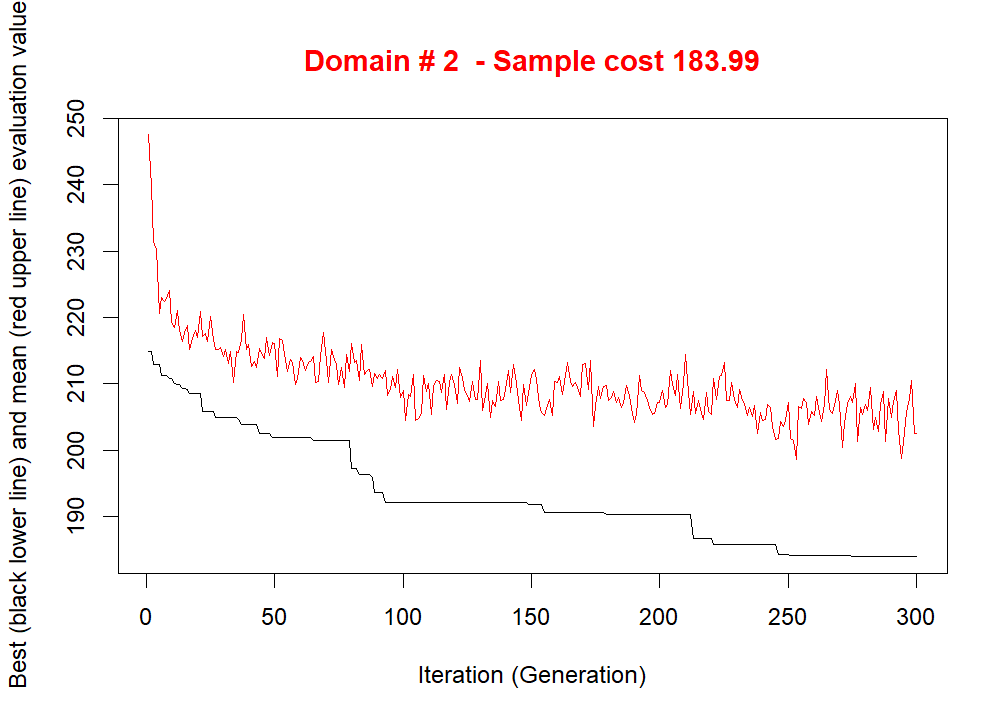 Domain # 2  - Sample cost 183.99
Best (black lower line) and mean (red upper line) evaluation value
250
240
230
220
210
200
190
0 50 100 150 200 250 300
Iteration (Generation)